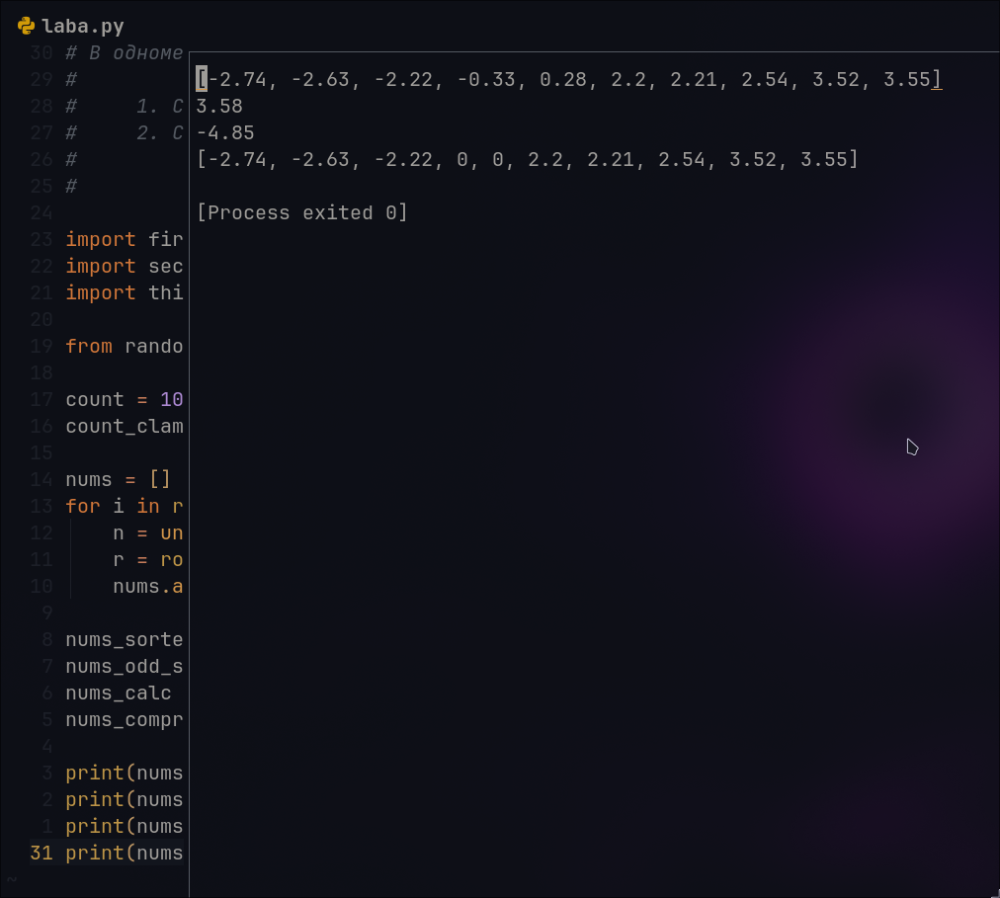 laba.py
30 # В одноме
29 #
28 #     1. С
27 #     2. С
26 #
25 #
24
23 import fir
22 import sec
21 import thi
20
19 from rando
18
17 count = 10
16 count_clam
15
14 nums = []
13 for i in r
12     n = un
11     r = ro
10     nums.a
9
8 nums_sorte
7 nums_odd_s
6 nums_calc
5 nums_compr
4
3 print(nums
2 print(nums
1 print(nums
31 print(nums
~
[-2.74, -2.63, -2.22, -0.33, 0.28, 2.2, 2.21, 2.54, 3.52, 3.55]
3.58
-4.85
[-2.74, -2.63, -2.22, 0, 0, 2.2, 2.21, 2.54, 3.52, 3.55]
[Process exited 0]